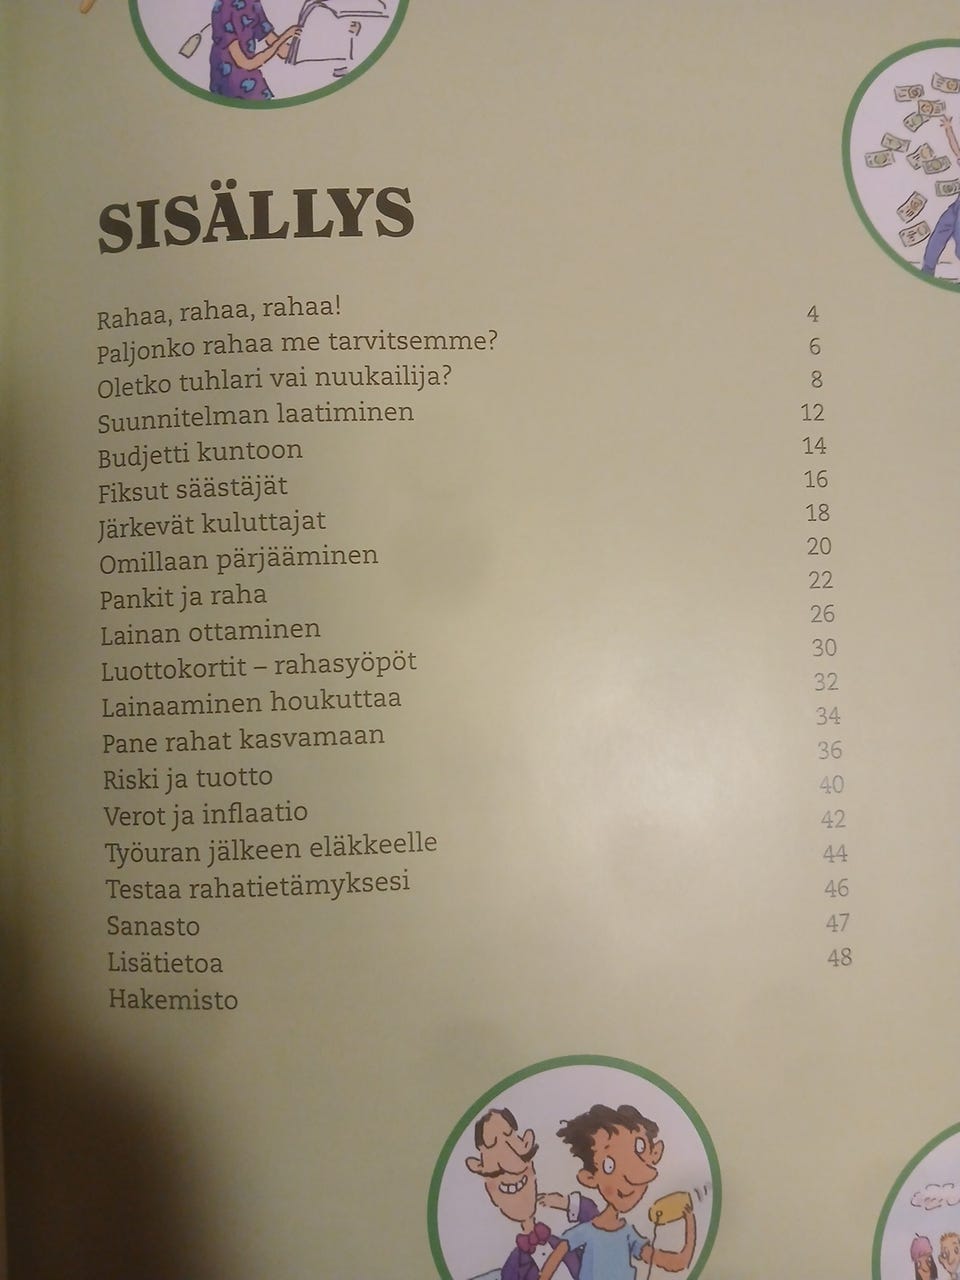 SISÄLLYS
Rahaa, rahaa, rahaa! 4
Paljonko rahaa me tarvitsemme? 6
Oletko tuhlari vai nuukailija? 8
Suunnitelman laatiminen 12
Budjetti kuntoon 14
Fiksut säästäjät 16
Järkevät kuluttajat 18
Omillaan pärjääminen 20
Pankit ja raha 22
Lainan ottaminen 26
Luottokortit – rahasyöpöt 30
Lainaaminen houkuttaa 32
Pane rahat kasvamaan 34
Riski ja tuotto 36
Verot ja inflaatio 40
Työuran jälkeen eläkkeelle 42
Testaa rahatietämyksesi 44
Sanasto 46
Lisätietoa 47
Hakemisto 48